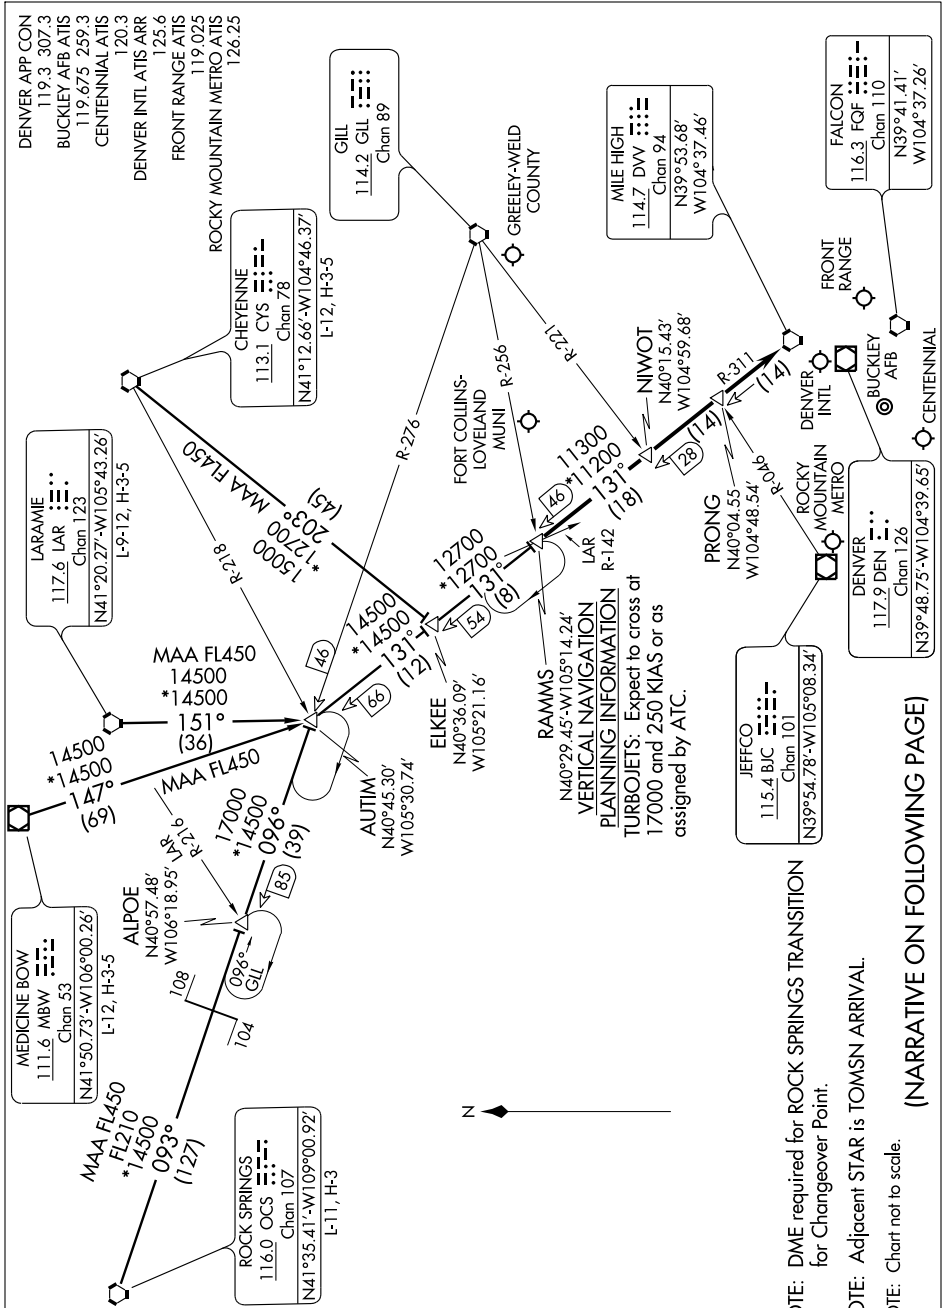 DENVER APP CON
119.3 307.3
BUCKLEY AFB ATIS
119.675 259.3
CENTENNIAL ATIS
120.3
DENVER INTL ATIS ARR
125.6
FRONT RANGE ATIS
119.025
ROCKY MOUNTAIN METRO ATIS
126.25
ROCK SPRINGS
116.0 OCS
Chan 107
N41°35.41'-W109°00.92'
L-11, H-3
MAA FL450
FL210
*14500
093°
(127)
108
104
MEDICINE BOW
111.6 MBW
Chan 53
N41°50.73'-W106°00.26'
L-12, H-3-5
ALPOE
N40°57.48'
W106°18.95'
096°
GLL
85
LAR
R-216
17000
*14500
096°
(39)
14500
*14500
147°
(69)
MAA FL450
LARAMIE
117.6 LAR
Chan 123
N41°20.27'-W105°43.26'
L-9-12, H-3-5
MAA FL450
14500
*14500
151°
(36)
AUTIM
N40°45.30'
W105°30.74'
46
66
R-218
R-276
CHEYENNE
113.1 CYS
Chan 78
N41°12.66'-W104°46.37'
L-12, H-3-5
MAA FL450
15000
*12700
203°
(45)
14500
*14500
131°
(12)
ELKEE
N40°36.09'
W105°21.16'
54
12700
*12700
131°
(8)
RAMMS
N40°29.45'-W105°14.24'
46
LAR
R-142
GILL
114.2 GLL
Chan 89
R-256
R-221
GREELEY-WELD
COUNTY
FORT COLLINS-
LOVELAND
MUNI
11300
*11200
131°
(18)
NIWOT
N40°15.43'
W104°59.68'
28
(14)
PRONG
N40°04.55
W104°48.54'
R-311
(14)
R-046
MILE HIGH
114.7 DVV
Chan 94
N39°53.68'
W104°37.46'
FALCON
116.3 FQF
Chan 110
N39°41.41'
W104°37.26'
FRONT
RANGE
DENVER
INTL
BUCKLEY
AFB
CENTENNIAL
ROCKY
MOUNTAIN
METRO
DENVER
117.9 DEN
Chan 126
N39°48.75'-W104°39.65'
JEFFCO
115.4 BJC
Chan 101
N39°54.78'-W105°08.34'
VERTICAL NAVIGATION
PLANNING INFORMATION
TURBOJETS: Expect to cross at
17000 and 250 KIAS or as
assigned by ATC.
N
OTE: DME required for ROCK SPRINGS TRANSITION
for Changeover Point.
OTE: Adjacent STAR is TOMSN ARRIVAL.
OTE: Chart not to scale.
(NARRATIVE ON FOLLOWING PAGE)